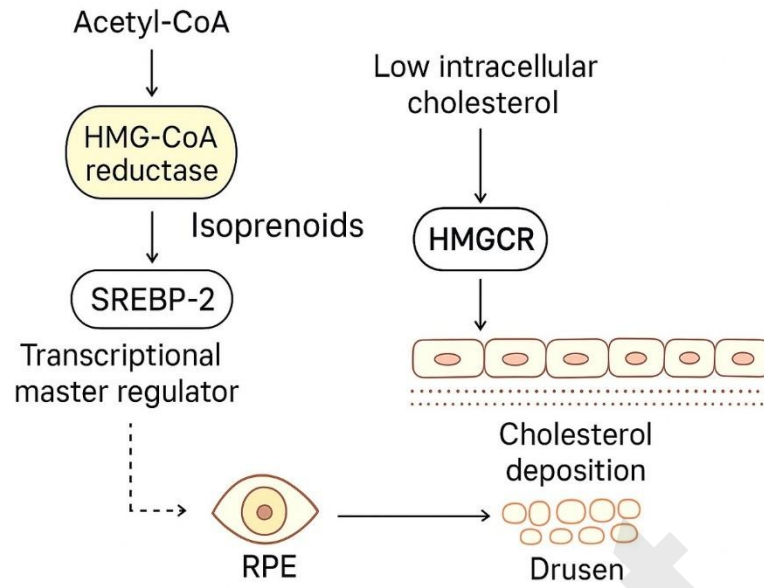 Acetyl-CoA
HMG-CoA
reductase
Isoprenoids
SREBP-2
Transcriptional
master regulator
RPE
Low intracellular
cholesterol
HMGCR
Cholesterol
deposition
Drusen